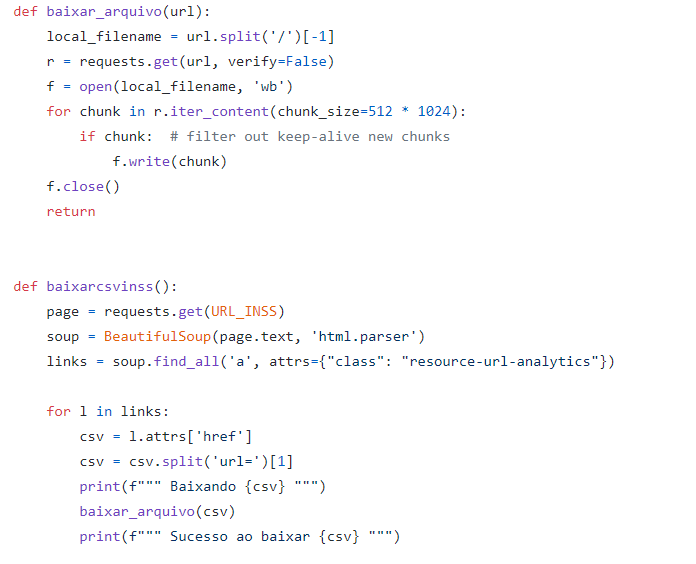 def baixar_arquivo(url):
    local_filename = url.split('/')[-1]
    r = requests.get(url, verify=False)
    f = open(local_filename, 'wb')
    for chunk in r.iter_content(chunk_size=512 * 1024):
        if chunk:  # filter out keep-alive new chunks
            f.write(chunk)
    f.close()
    return
def baixarcsvinss():
    page = requests.get(URL_INSS)
    soup = BeautifulSoup(page.text, 'html.parser')
    links = soup.find_all('a', attrs={"class": "resource-url-analytics"})
    for l in links:
        csv = l.attrs['href']
        csv = csv.split('url=')[1]
        print(f""" Baixando {csv} """)
        baixar_arquivo(csv)
        print(f""" Sucesso ao baixar {csv} """)